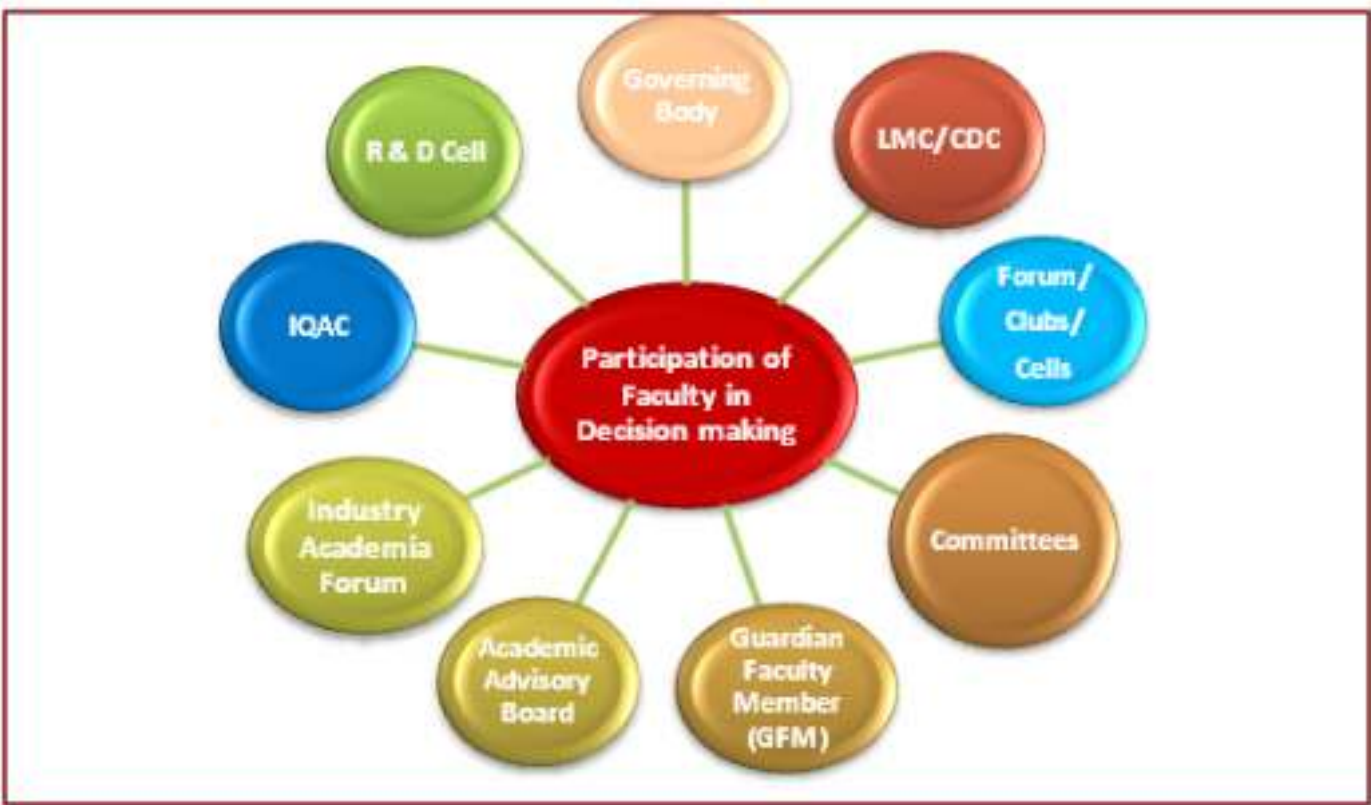 Governing
Body
LMC/CDC
Forum/
Clubs/
Cells
Committees
Guardian
Faculty
Member
(GFM)
Academic
Advisory
Board
Industry
Academia
Forum
IQAC
R & D Cell
Participation of
Faculty in
Decision making